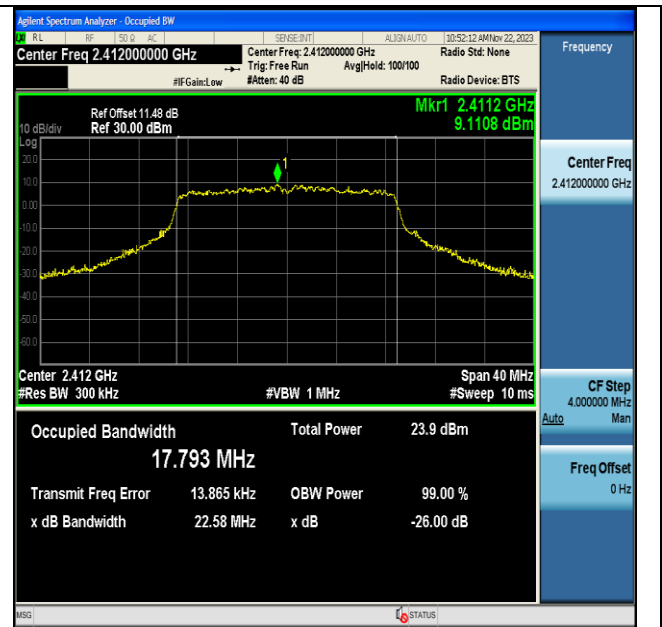 Agilent Spectrum Analyzer - Occupied BW
LXI RL RF 50 Ω AC SENSE:INT ALIGN AUTO 10:52:12 AM Nov 22, 2023
Center Freq 2.412000000 GHz
Center Freq: 2.412000000 GHz Radio Std: None
Trig: Free Run Avg|Hold: 100/100
#IFGain:Low #Atten: 40 dB Radio Device: BTS
Frequency
Ref Offset 11.48 dB
10 dB/div Ref 30.00 dBm
Mkr1 2.4112 GHz
9.1108 dBm
Log
20.0
10.0
0.00
-10.0
-20.0
-30.0
-40.0
-50.0
-60.0
1
Center 2.412 GHz Span 40 MHz
#Res BW 300 kHz #VBW 1 MHz #Sweep 10 ms
Occupied Bandwidth Total Power 23.9 dBm
17.793 MHz
Transmit Freq Error 13.865 kHz OBW Power 99.00 %
x dB Bandwidth 22.58 MHz x dB -26.00 dB
Center Freq
2.412000000 GHz
CF Step
4.000000 MHz
Auto Man
Freq Offset
0 Hz
MSG STATUS